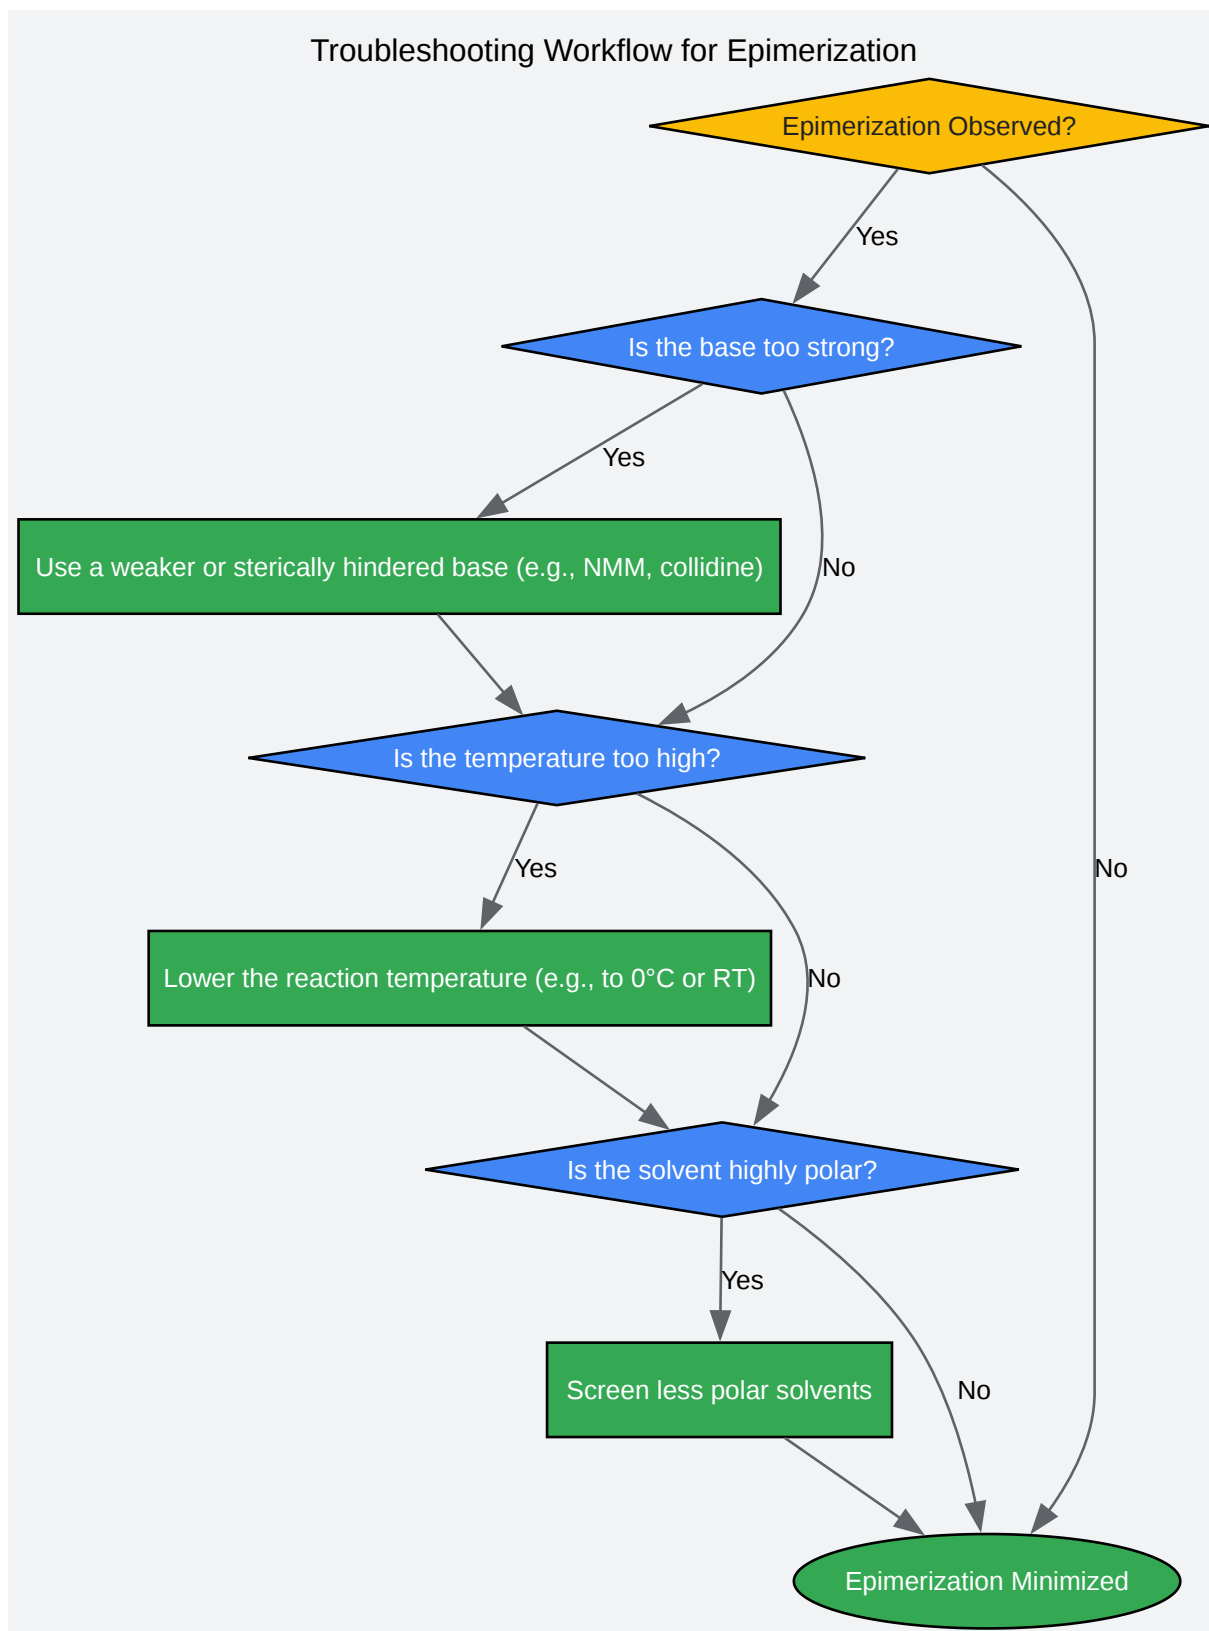 Troubleshooting Workflow for Epimerization
Epimerization Observed?
Yes
Is the base too strong?
Yes
Use a weaker or sterically hindered base (e.g., NMM, collidine)
No
Is the temperature too high?
Yes
No
Lower the reaction temperature (e.g., to 0°C or RT)
No
Is the solvent highly polar?
Yes
Screen less polar solvents
No
Epimerization Minimized